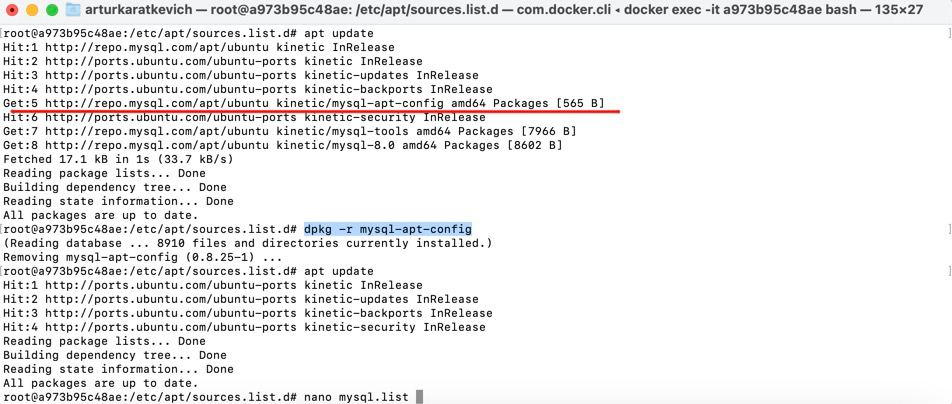 arturkaratkevich — root@a973b95c48ae: /etc/apt/sources.list.d — com.docker.cli ◂ docker exec -it a973b95c48ae bash — 135×27
[root@a973b95c48ae:/etc/apt/sources.list.d# apt update
Hit:1 http://repo.mysql.com/apt/ubuntu kinetic InRelease
Hit:2 http://ports.ubuntu.com/ubuntu-ports kinetic InRelease
Hit:3 http://ports.ubuntu.com/ubuntu-ports kinetic-updates InRelease
Hit:4 http://ports.ubuntu.com/ubuntu-ports kinetic-backports InRelease
Get:5 http://repo.mysql.com/apt/ubuntu kinetic/mysql-apt-config amd64 Packages [565 B]
Hit:6 http://ports.ubuntu.com/ubuntu-ports kinetic-security InRelease
Get:7 http://repo.mysql.com/apt/ubuntu kinetic/mysql-tools amd64 Packages [7966 B]
Get:8 http://repo.mysql.com/apt/ubuntu kinetic/mysql-8.0 amd64 Packages [8602 B]
Fetched 17.1 kB in 1s (33.7 kB/s)
Reading package lists... Done
Building dependency tree... Done
Reading state information... Done
All packages are up to date.
[root@a973b95c48ae:/etc/apt/sources.list.d# dpkg -r mysql-apt-config ]
(Reading database ... 8910 files and directories currently installed.)
Removing mysql-apt-config (0.8.25-1) ...
[root@a973b95c48ae:/etc/apt/sources.list.d# apt update ]
Hit:1 http://ports.ubuntu.com/ubuntu-ports kinetic InRelease
Hit:2 http://ports.ubuntu.com/ubuntu-ports kinetic-updates InRelease
Hit:3 http://ports.ubuntu.com/ubuntu-ports kinetic-backports InRelease
Hit:4 http://ports.ubuntu.com/ubuntu-ports kinetic-security InRelease
Reading package lists... Done
Building dependency tree... Done
Reading state information... Done
All packages are up to date.
root@a973b95c48ae:/etc/apt/sources.list.d# nano mysql.list